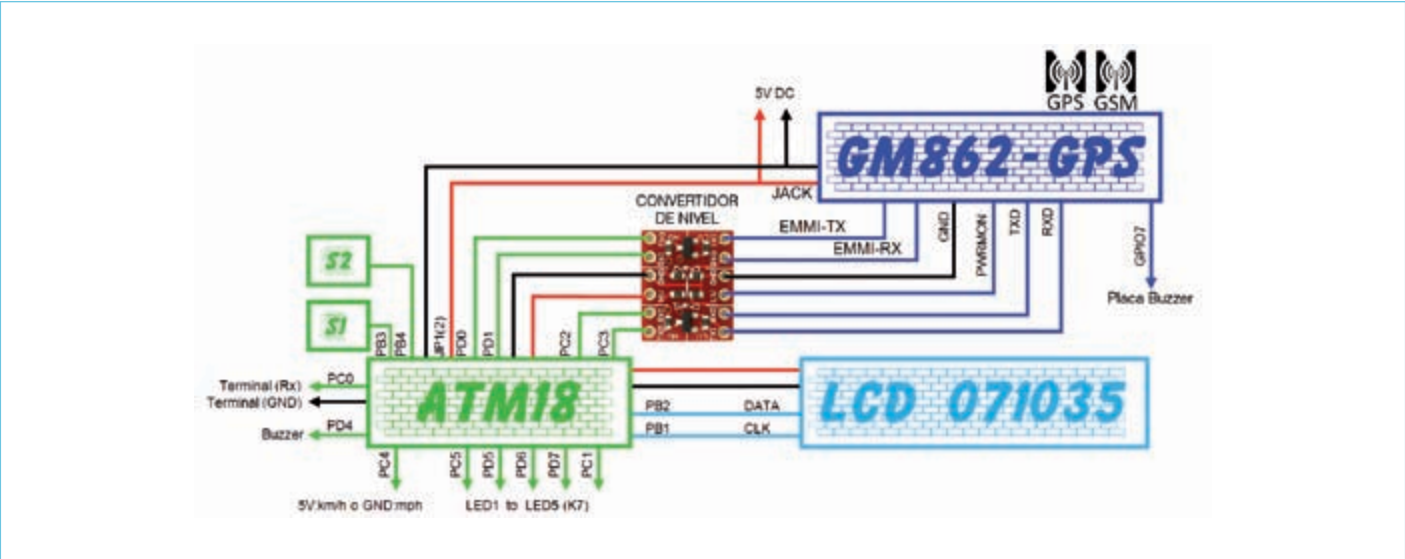 GPS GSM
5V DC
GM862-GPS
JACK
CONVERTIDOR
DE NIVEL
EMMI-TX
EMMI-RX
GND
PWRMON
TXD
RXD
GPIO7
Placa Buzzer
S2
S1
PB3
PB4
JP1(2)
PD0
PD1
PC2
PC3
Terminal (Rx)
PC0
Terminal (GND)
Buzzer
PD4
ATM18
PB2
DATA
PB1
CLK
LCD 071035
PC4
PC5
PD5
PD6
PD7
PC1
5V:km/h o GND:mph
LED1 to LED5 (K7)